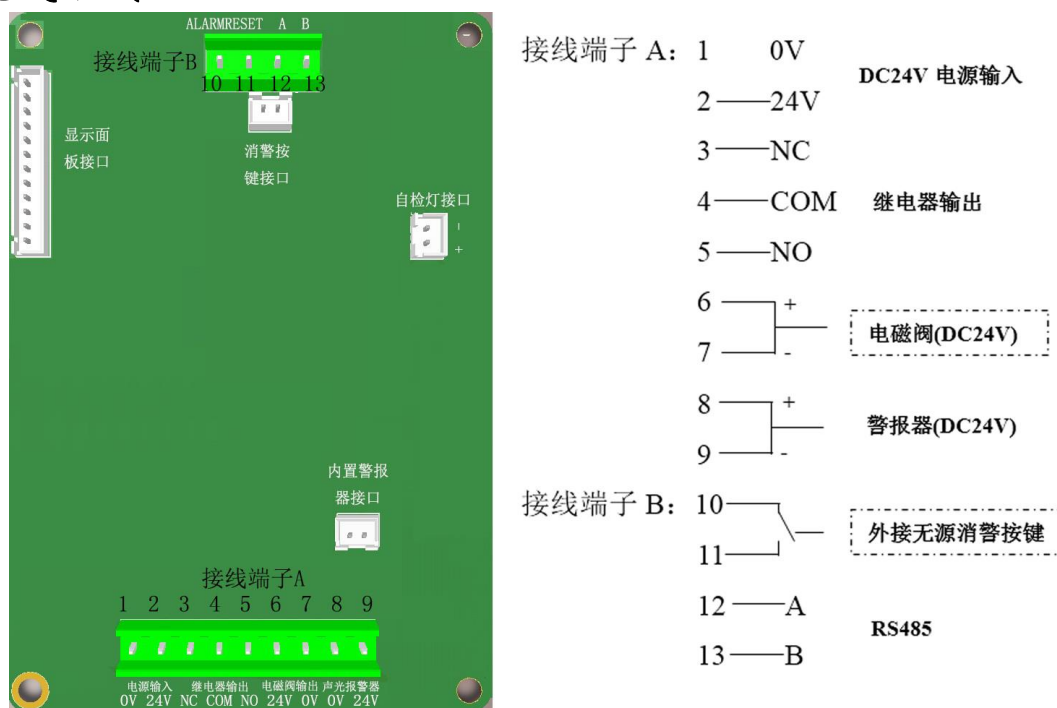 ALARMRESET A B
接线端子B
10 11 12 13
显示面
板接口
消警按
键接口
自检灯接口
-
+
内置警报
器接口
接线端子A
1 2 3 4 5 6 7 8 9
电源输入 继电器输出 电磁阀输出 声光报警器
0V 24V NC COM NO 24V 0V 0V 24V
接线端子 A: 1 0V
DC24V 电源输入
2 24V
3 NC
4 COM 继电器输出
5 NO
6 +
电磁阀(DC24V)
7 -
8 +
警报器(DC24V)
9 -
接线端子 B: 10
外接无源消警按键
11
12 A
RS485
13 B